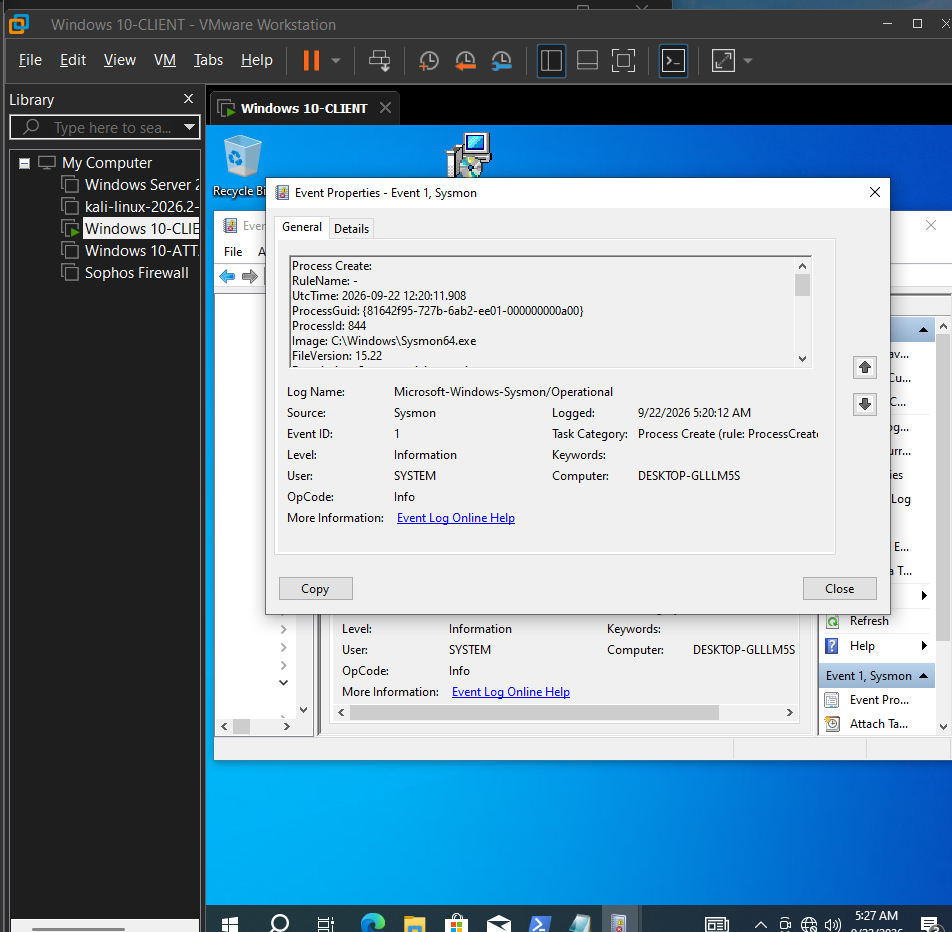 Windows 10-CLIENT - VMware Workstation
File Edit View VM Tabs Help
Library
Type here to sea...
My Computer
Windows Server 2
kali-linux-2026.2-
Windows 10-CLIE
Windows 10-ATT.
Sophos Firewall
Windows 10-CLIENT
Recycle Bi
Even
File A
Event Properties - Event 1, Sysmon
General Details
Process Create:
RuleName: -
UtcTime: 2026-09-22 12:20:11.908
ProcessGuid: {81642f95-727b-6ab2-ee01-000000000a00}
ProcessId: 844
Image: C:\Windows\Sysmon64.exe
FileVersion: 15.22
Log Name: Microsoft-Windows-Sysmon/Operational
Source: Sysmon Logged: 9/22/2026 5:20:12 AM
Event ID: 1 Task Category: Process Create (rule: ProcessCreate
Level: Information Keywords:
User: SYSTEM Computer: DESKTOP-GLLLM5S
OpCode: Info
More Information: Event Log Online Help
Copy Close
av...
Cu...
C...
og...
urr...
ies
Log
E...
a T...
Refresh
Help
Event 1, Sysmon
Event Pro...
Attach Ta...
Level: Information Keywords:
User: SYSTEM Computer: DESKTOP-GLLLM5S
OpCode: Info
More Information: Event Log Online Help
5:27 AM